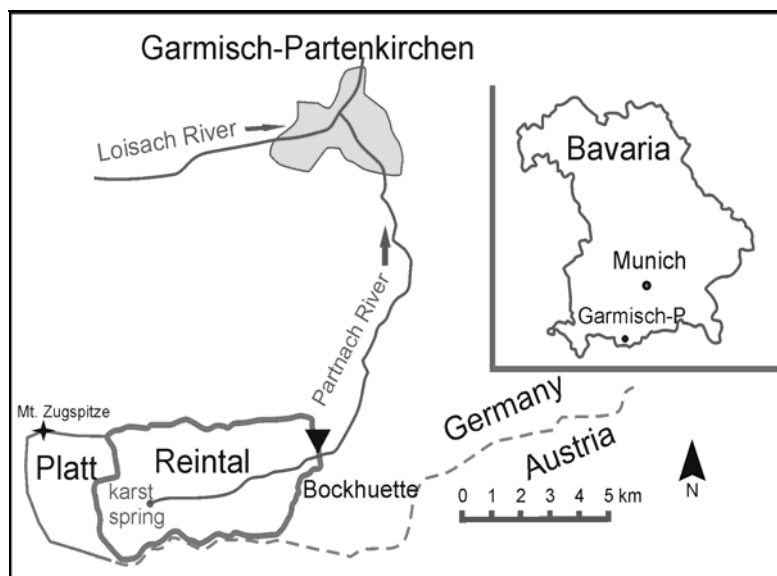 Garmisch-Partenkirchen
Loisach River
Bavaria
Munich
Garmisch-P.
Partnach River
Mt. Zugspitze
Platt
Reintal
karst
spring
Bockhuette
Germany
Austria
0 1 2 3 4 5 km
N